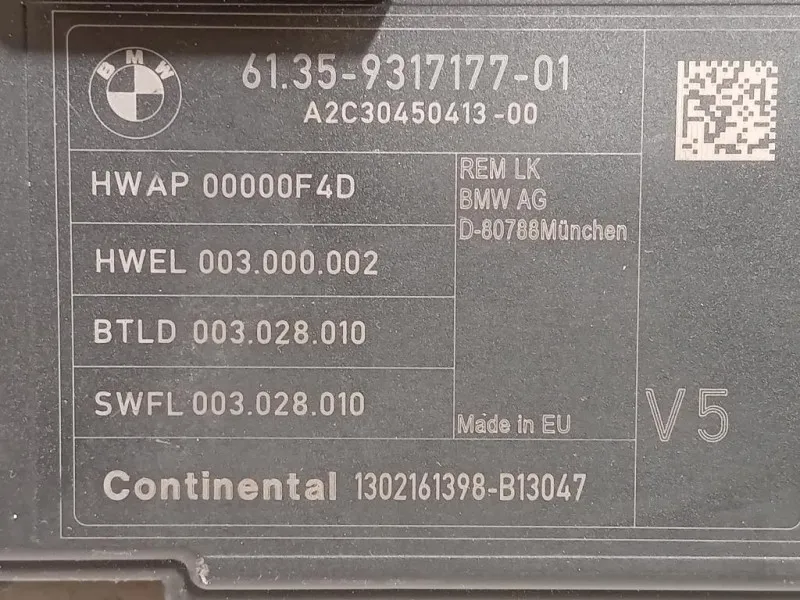 BMW
61.35-9317177-01
A2C30450413-00
HWAP 00000F4D
HWEL 003.000.002
BTLD 003.028.010
SWFL 003.028.010
REM LK
BMW AG
D-80788München
Made in EU
V5
Continental 1302161398-B13047